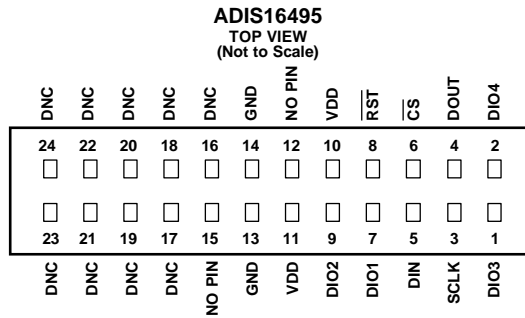 ADIS16495
TOP VIEW
(Not to Scale)
DNC DNC DNC DNC DNC GND NO PIN VDD RST CS DOUT DIO4
24 22 20 18 16 14 12 10 8 6 4 2
23 21 19 17 15 13 11 9 7 5 3 1
DNC DNC DNC DNC NO PIN GND VDD DIO2 DIO1 DIN SCLK DIO3